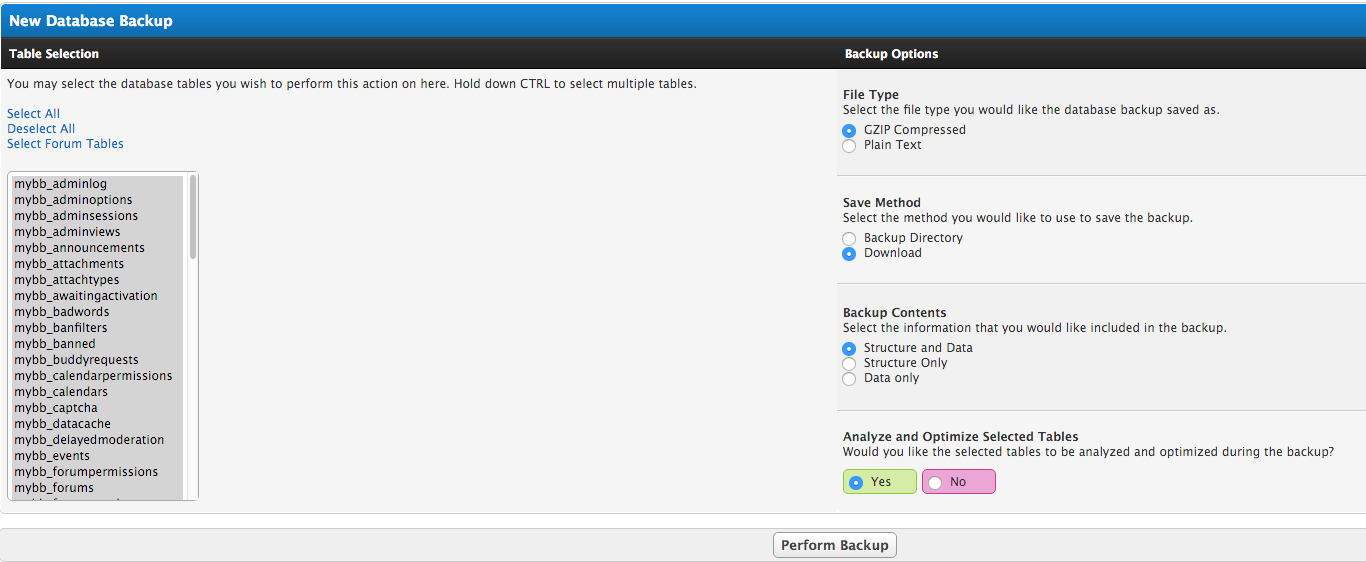 New Database Backup
Table Selection
Backup Options
You may select the database tables you wish to perform this action on here. Hold down CTRL to select multiple tables.
Select All
Deselect All
Select Forum Tables
mybb_adminlog
mybb_adminoptions
mybb_adminsessions
mybb_adminviews
mybb_announcements
mybb_attachments
mybb_attachtypes
mybb_awaitingactivation
mybb_badwords
mybb_banfilters
mybb_banned
mybb_buddyrequests
mybb_calendarpermissions
mybb_calendars
mybb_captcha
mybb_datacache
mybb_delayedmoderation
mybb_events
mybb_forumpermissions
mybb_forums
File Type
Select the file type you would like the database backup saved as.
GZIP Compressed
Plain Text
Save Method
Select the method you would like to use to save the backup.
Backup Directory
Download
Backup Contents
Select the information that you would like included in the backup.
Structure and Data
Structure Only
Data only
Analyze and Optimize Selected Tables
Would you like the selected tables to be analyzed and optimized during the backup?
Yes No
Perform Backup